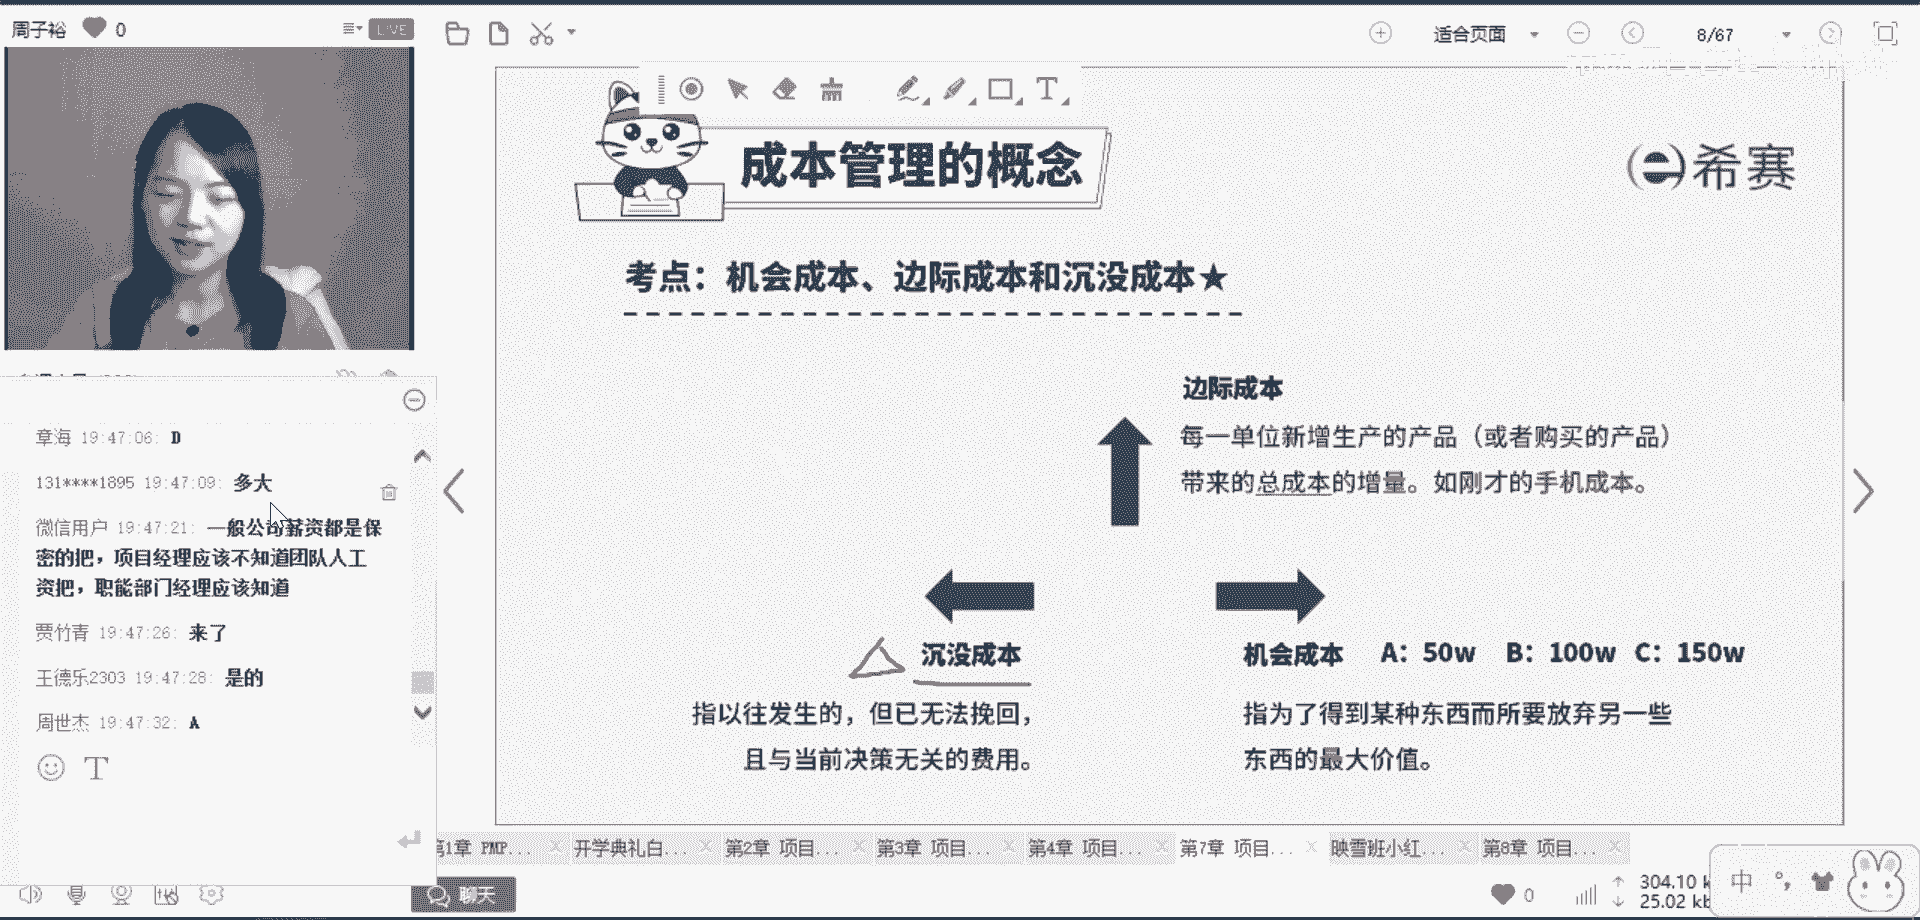 周子裕 0
LIVE
适合页面
8/67
成本管理的概念
希赛
考点：机会成本、边际成本和沉没成本★
边际成本
每一单位新增生产的产品（或者购买的产品）
带来的总成本的增量。如刚才的手机成本。
沉没成本
指以往发生的，但已无法挽回，
且与当前决策无关的费用。
机会成本 A：50w B：100w C：150w
指为了得到某种东西而所要放弃另一些
东西的最大价值。
章海 19:47:06: D
131****1895 19:47:09: 多大
微信用户 19:47:21: 一般公司薪资都是保
密的把，项目经理应该不知道团队人工
资把，职能部门经理应该知道
贾竹青 19:47:26: 来了
王德乐2303 19:47:28: 是的
周世杰 19:47:32: A
T
第1章 PMP... 开学典礼白... 第2章 项目... 第3章 项目... 第4章 项目... 第7章 项目... 映雪班小红... 第8章 项目...
聊天
0
304.10 k
25.02 kb
中